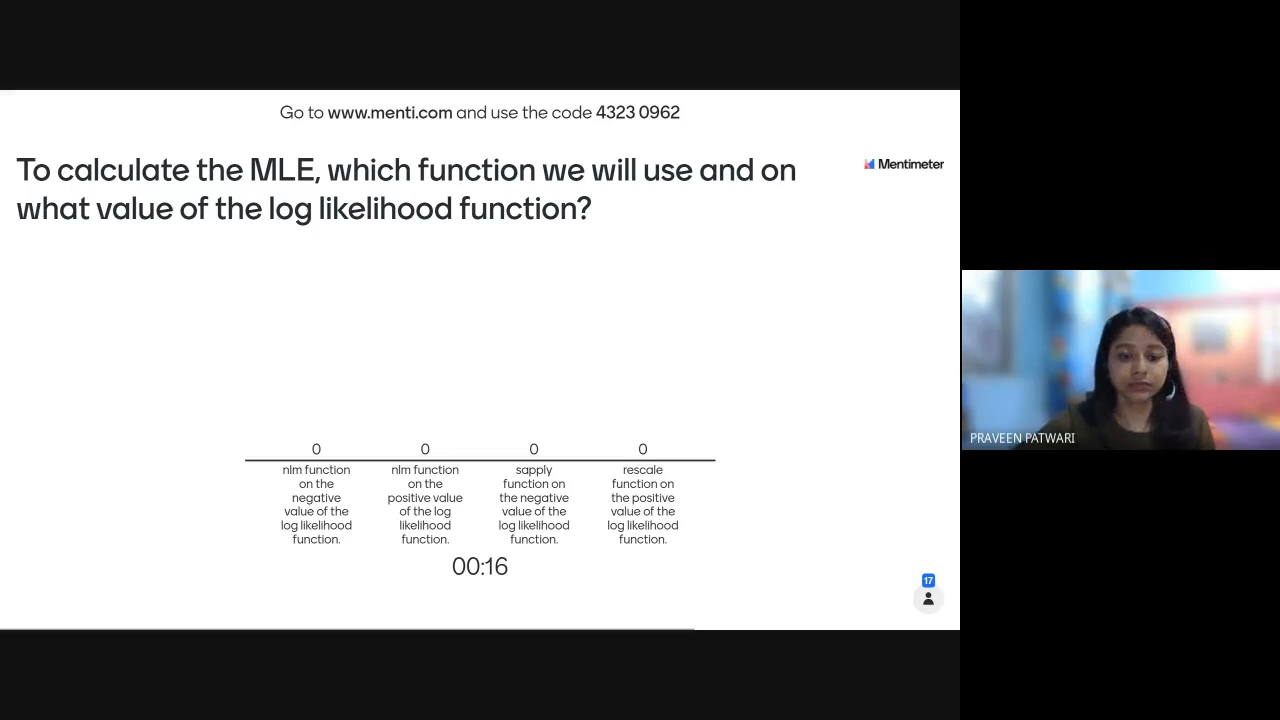 Go to www.menti.com and use the code 4323 0962
To calculate the MLE, which function we will use and on
what value of the log likelihood function?
Mentimeter
0
0
0
0
nlm function
on the
negative
value of the
log likelihood
function.
nlm function
on the
positive value
of the log
likelihood
function.
sapply
function on
the negative
value of the
log likelihood
function.
rescale
function on
the positive
value of the
log likelihood
function.
00:16
17
PRAVEEN PATWARI